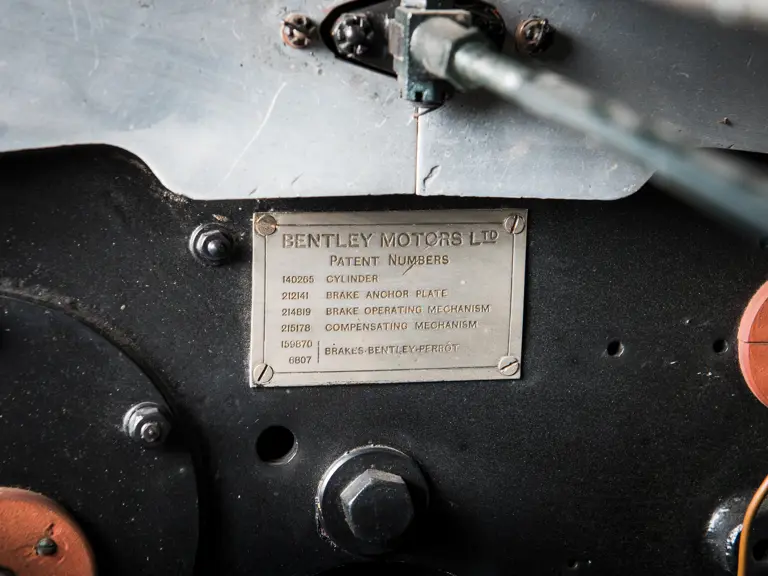 BENTLEY MOTORS LTD
PATENT NUMBERS
140265 CYLINDER
212141 BRAKE ANCHOR PLATE
214819 BRAKE OPERATING MECHANISM
215178 COMPENSATING MECHANISM
159870
6807 BRAKES-BENTLEY-PERROT